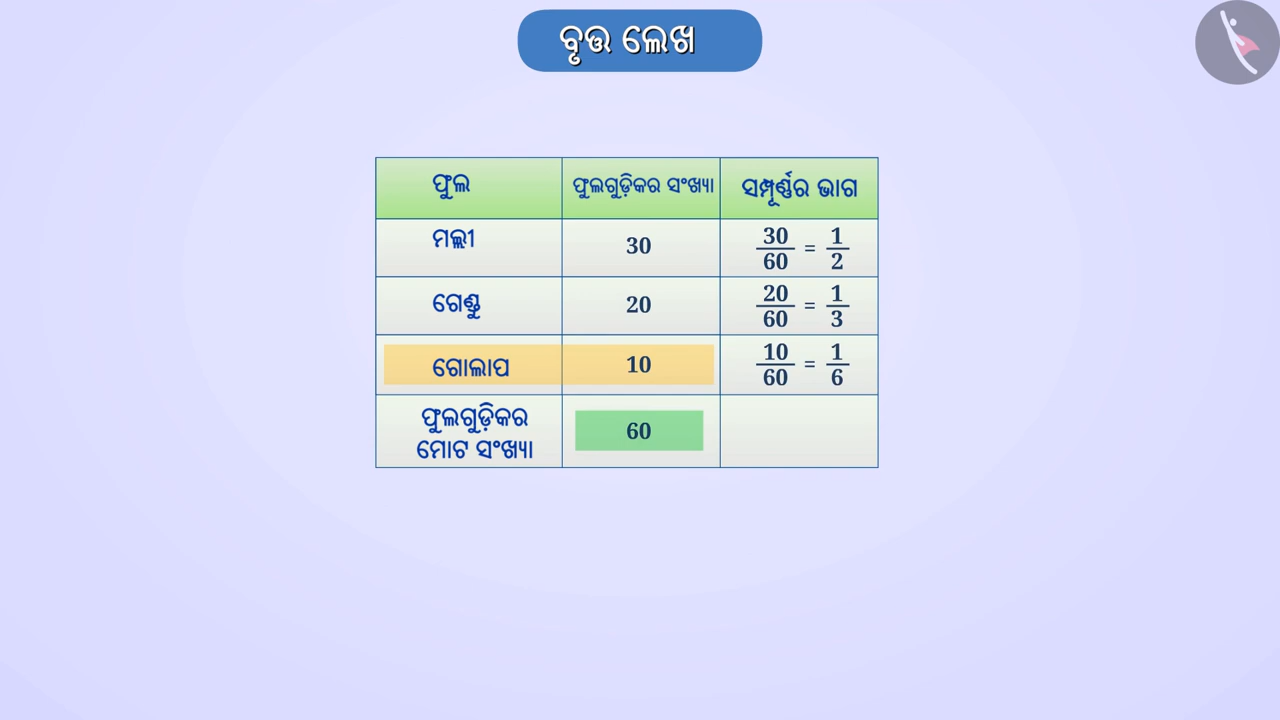 ବୃତ୍ତ ଲେଖ
ଫୁଲ ଫୁଲଗୁଡ଼ିକର ସଂଖ୍ୟା ସମ୍ପୂର୍ଣ୍ଣର ଭାଗ
ମଲ୍ଲୀ 30 30/60 = 1/2
ଗେଣ୍ଡୁ 20 20/60 = 1/3
ଗୋଲାପ 10 10/60 = 1/6
ଫୁଲଗୁଡ଼ିକର
ମୋଟ ସଂଖ୍ୟା 60